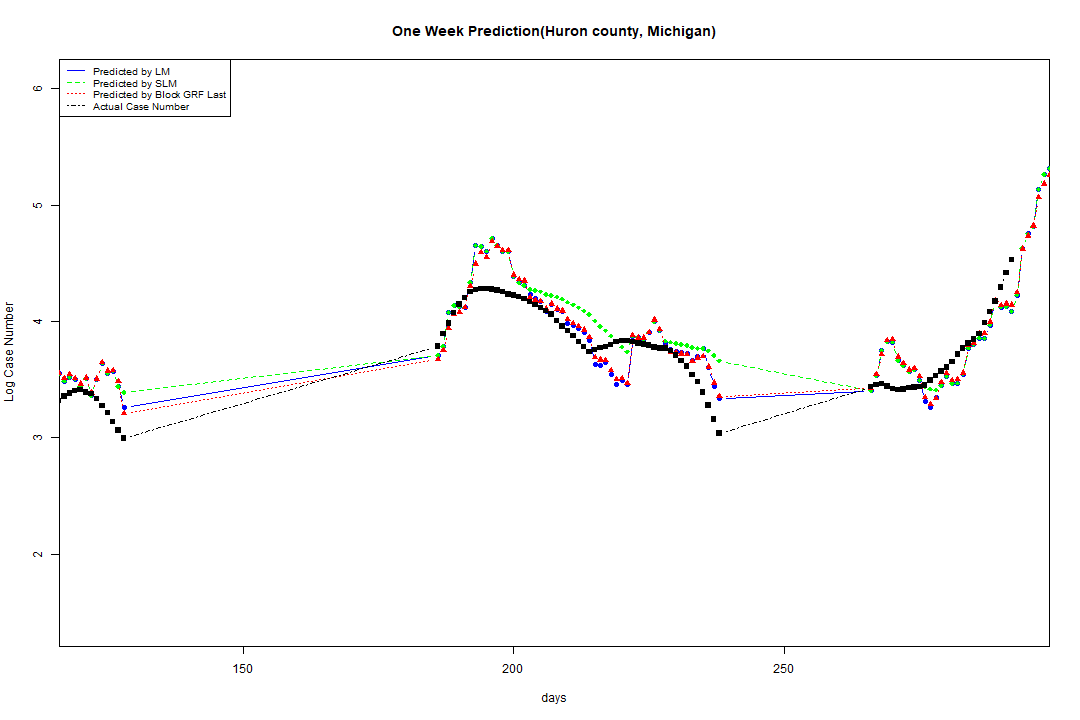 One Week Prediction(Huron county, Michigan)
Predicted by LM
Predicted by SLM
Predicted by Block GRF Last
Actual Case Number
6
5
4
3
2
Log Case Number
150
200
250
days